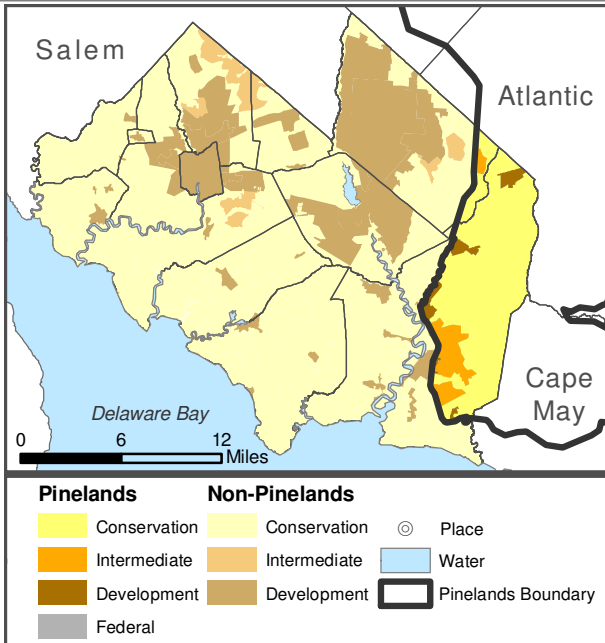 Salem
Atlantic
Cape
May
Delaware Bay
0 6 12
Miles
Pinelands Non-Pinelands
Conservation Conservation Place
Intermediate Intermediate Water
Development Development Pinelands Boundary
Federal